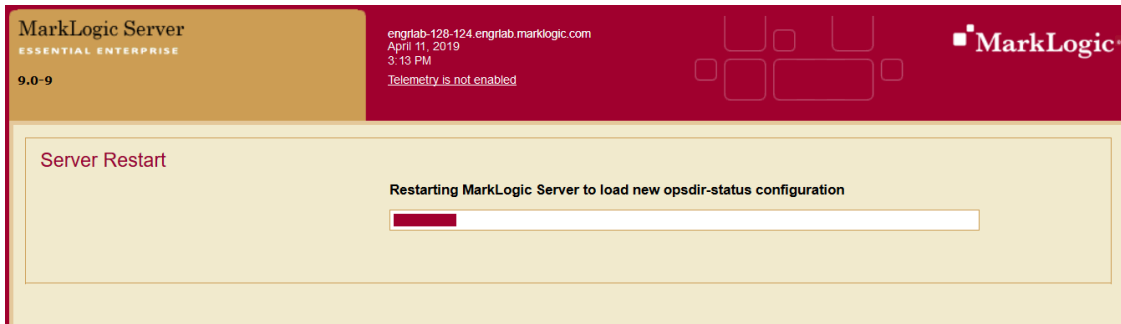 MarkLogic Server
ESSENTIAL ENTERPRISE
9.0-9
engrlab-128-124.engrlab.marklogic.com
April 11, 2019
3:13 PM
Telemetry is not enabled
MarkLogic
Server Restart
Restarting MarkLogic Server to load new opsdir-status configuration